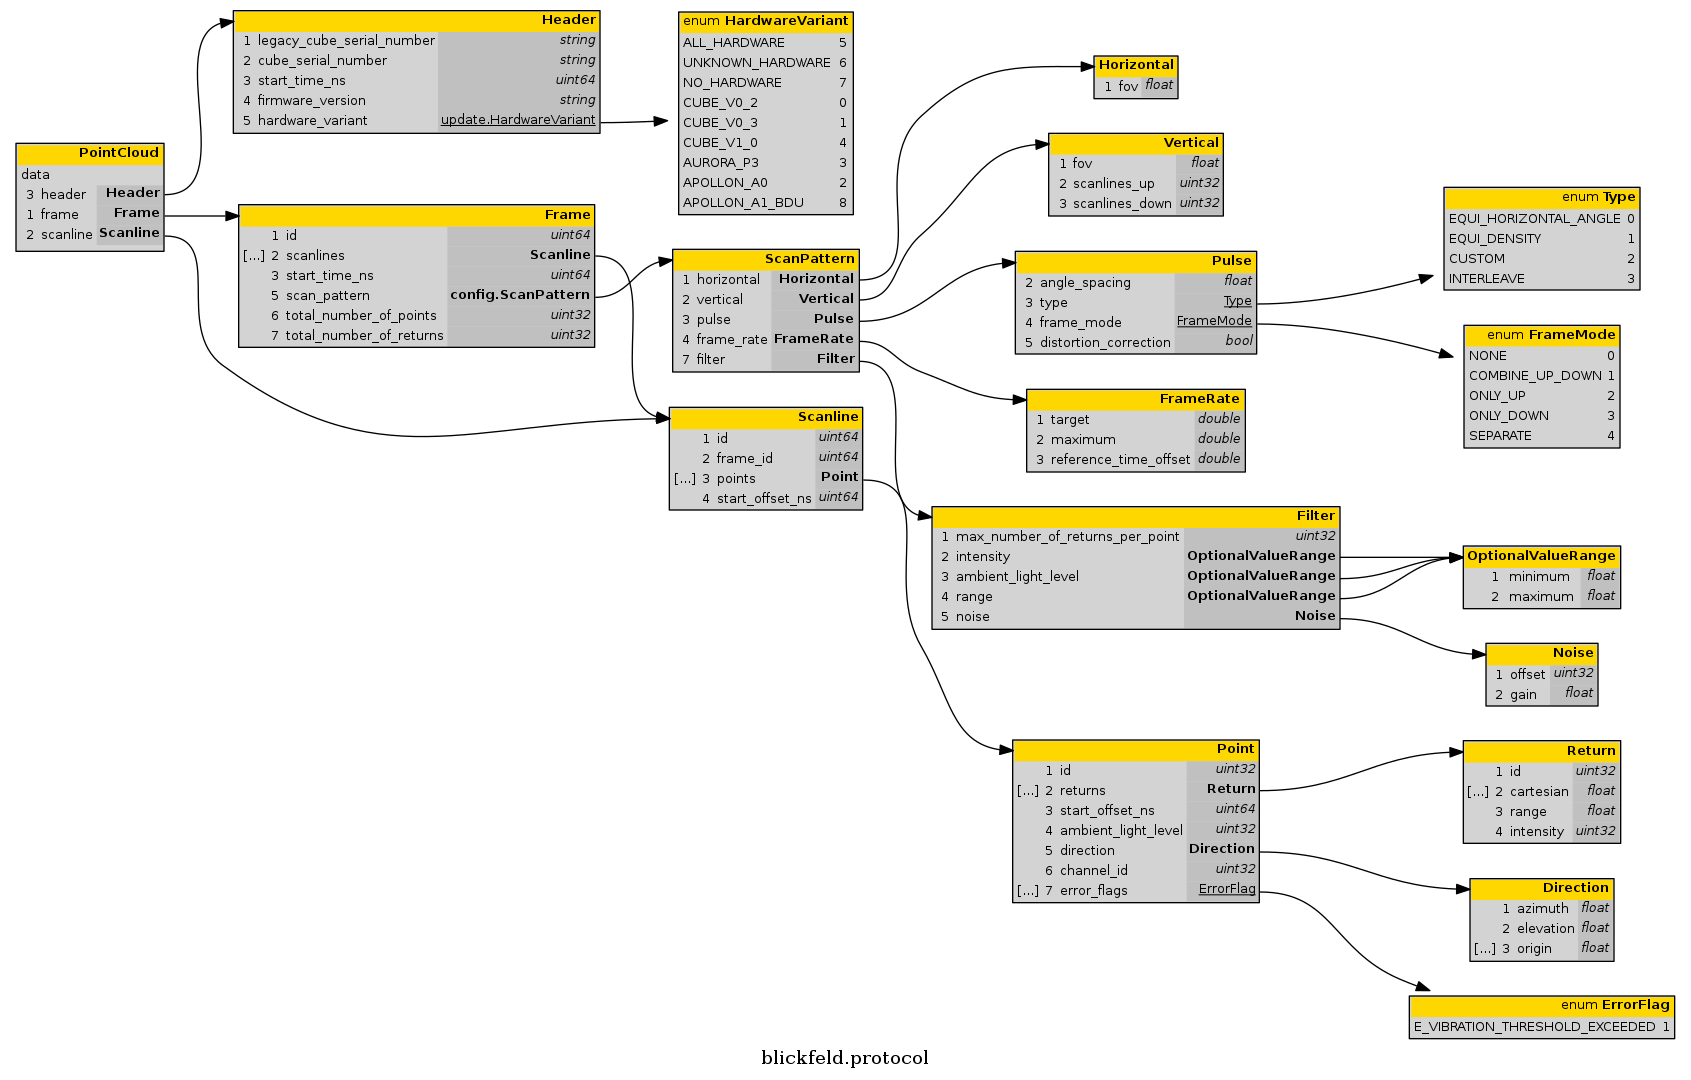 PointCloud
data
3 header Header
1 frame Frame
2 scanline Scanline
Header
1 legacy_cube_serial_number string
2 cube_serial_number string
3 start_time_ns uint64
4 firmware_version string
5 hardware_variant update.HardwareVariant
enum HardwareVariant
ALL_HARDWARE 5
UNKNOWN_HARDWARE 6
NO_HARDWARE 7
CUBE_V0_2 0
CUBE_V0_3 1
CUBE_V1_0 4
AURORA_P3 3
APOLLON_A0 2
APOLLON_A1_BDU 8
Frame
1 id uint64
[...] 2 scanlines Scanline
3 start_time_ns uint64
5 scan_pattern config.ScanPattern
6 total_number_of_points uint32
7 total_number_of_returns uint32
ScanPattern
1 horizontal Horizontal
2 vertical Vertical
3 pulse Pulse
4 frame_rate FrameRate
7 filter Filter
Scanline
1 id uint64
2 frame_id uint64
[...] 3 points Point
4 start_offset_ns uint64
Horizontal
1 fov float
Vertical
1 fov float
2 scanlines_up uint32
3 scanlines_down uint32
Pulse
2 angle_spacing float
3 type Type
4 frame_mode FrameMode
5 distortion_correction bool
FrameRate
1 target double
2 maximum double
3 reference_time_offset double
Filter
1 max_number_of_returns_per_point uint32
2 intensity OptionalValueRange
3 ambient_light_level OptionalValueRange
4 range OptionalValueRange
5 noise Noise
Point
1 id uint32
[...] 2 returns Return
3 start_offset_ns uint64
4 ambient_light_level uint32
5 direction Direction
6 channel_id uint32
[...] 7 error_flags ErrorFlag
enum Type
EQUI_HORIZONTAL_ANGLE 0
EQUI_DENSITY 1
CUSTOM 2
INTERLEAVE 3
enum FrameMode
NONE 0
COMBINE_UP_DOWN 1
ONLY_UP 2
ONLY_DOWN 3
SEPARATE 4
OptionalValueRange
1 minimum float
2 maximum float
Noise
1 offset uint32
2 gain float
Return
1 id uint32
[...] 2 cartesian float
3 range float
4 intensity uint32
Direction
1 azimuth float
2 elevation float
[...] 3 origin float
enum ErrorFlag
E_VIBRATION_THRESHOLD_EXCEEDED 1
blickfeld.protocol